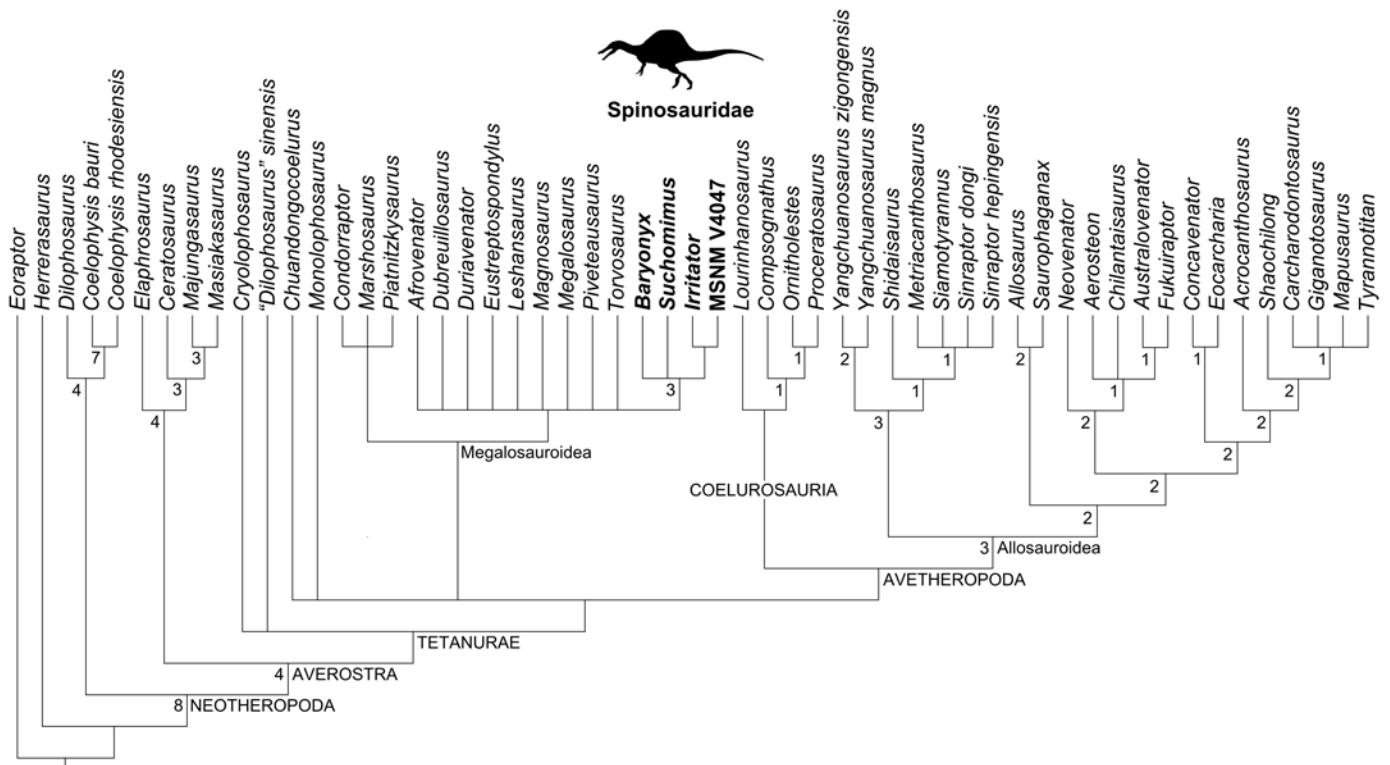 Spinosauridae
Eoraptor
Herrerasaurus
Dilophosaurus
Coelophysis bauri
Coelophysis rhodesiensis
Elaphrosaurus
Ceratosaurus
Majungasaurus
Masiakasaurus
Cryolophosaurus
"Dilophosaurus" sinensis
Chuandongocoelurus
Monolophosaurus
Condorraptor
Marshosaurus
Piatnitzkysaurus
Afrovenator
Dubreuillosaurus
Duriavenator
Eustreptospondylus
Leshansaurus
Magnosaurus
Megalosaurus
Piveteausaurus
Torvosaurus
Baryonyx
Suchomimus
Irritator
MSNM V4047
Lourinhanosaurus
Compsognathus
Ornitholestes
Proceratosaurus
Yangchuanosaurus zigongensis
Yangchuanosaurus magnus
Shidaisaurus
Metriacanthosaurus
Siamotyrannus
Sinraptor dongi
Sinraptor hepingensis
Allosaurus
Saurophaganax
Neovenator
Aerosteon
Chilantaisaurus
Australovenator
Fukuiraptor
Concavenator
Eocarcharia
Acrocanthosaurus
Shaochilong
Carcharodontosaurus
Giganotosaurus
Mapusaurus
Tyrannotitan
7
3
1
2
1
2
1
1
1
4
3
3
1
1
1
2
4
3
2
2
Megalosauroidea
2
COELUROSAURIA
2
2
3 Allosauroidea
AVETHEROPODA
TETANURAE
4 AVEROSTRA
8 NEOTHEROPODA